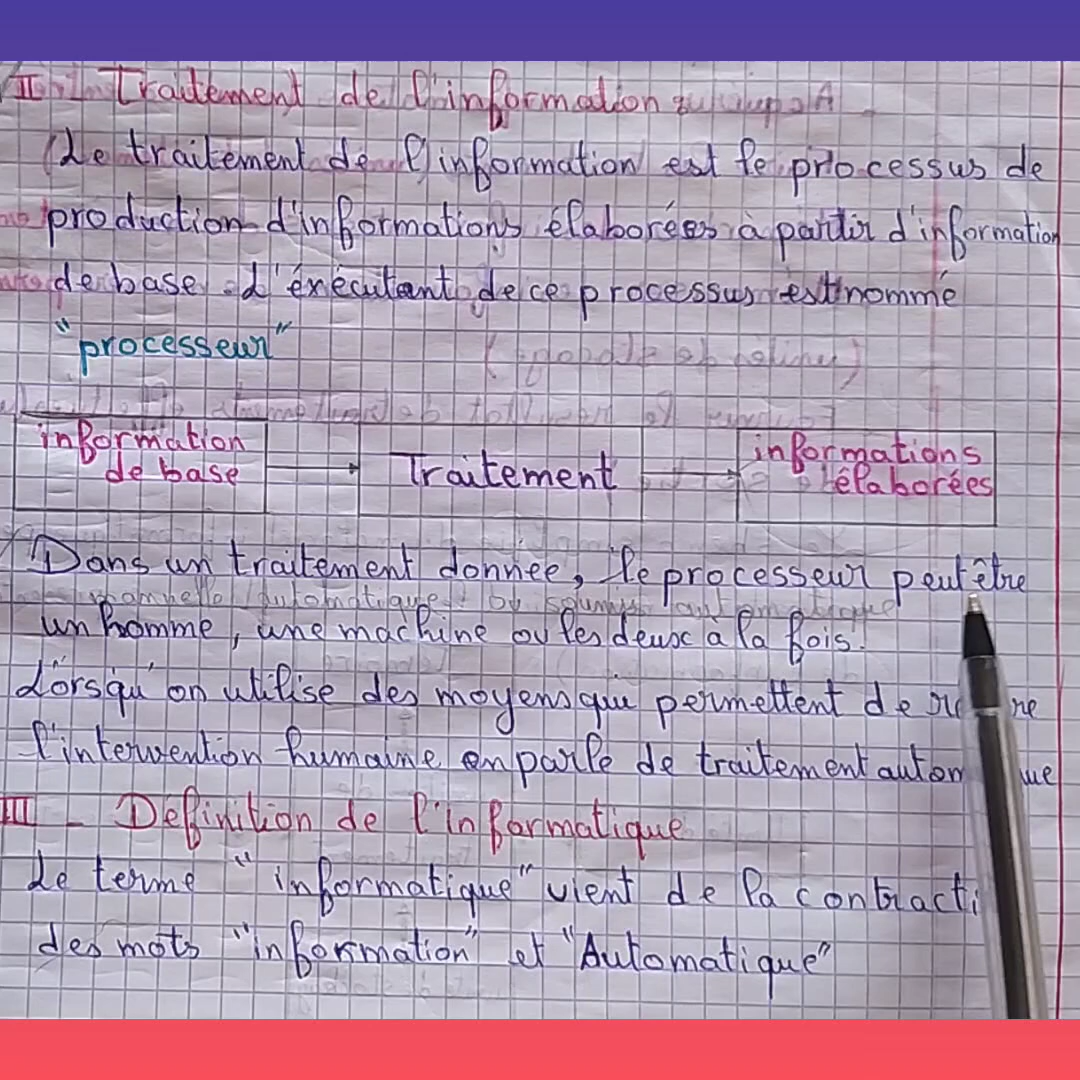 II - Traitement de l'information
Le traitement de l'information est le processus de
production d'informations élaborées à partir d'information
de base. L'éxécutant de ce processus est nommé
"processeur"
information
de base
Traitement
informations
élaborées
Dans un traitement donnée, le processeur peut être
un homme, une machine ou les deux à la fois.
Lorsqu'on utilise des moyens qui permettent de
l'intervention humaine on parle de traitement
III - Definition de l'informatique
Le terme "informatique" vient de la
des mots "information" et "Automatique"